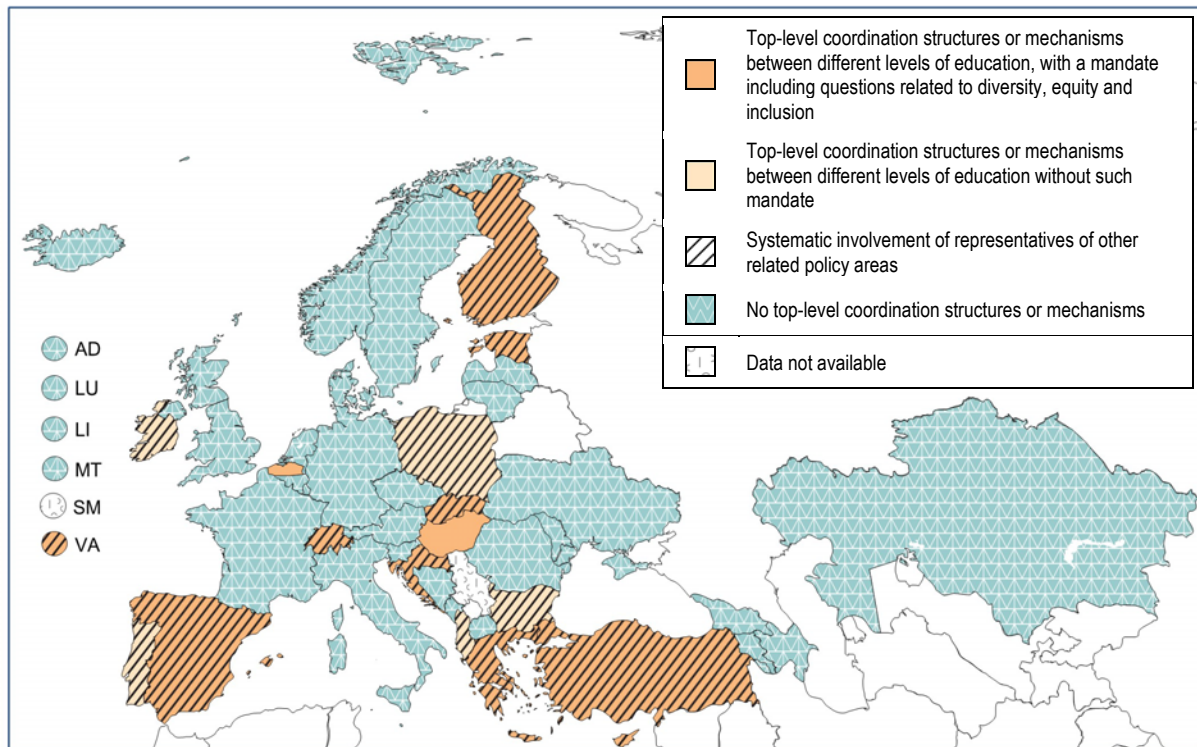 Top-level coordination structures or mechanisms
between different levels of education, with a mandate
including questions related to diversity, equity and
inclusion
Top-level coordination structures or mechanisms
between different levels of education without such
mandate
Systematic involvement of representatives of other
related policy areas
No top-level coordination structures or mechanisms
Data not available
AD
LU
LI
MT
SM
VA